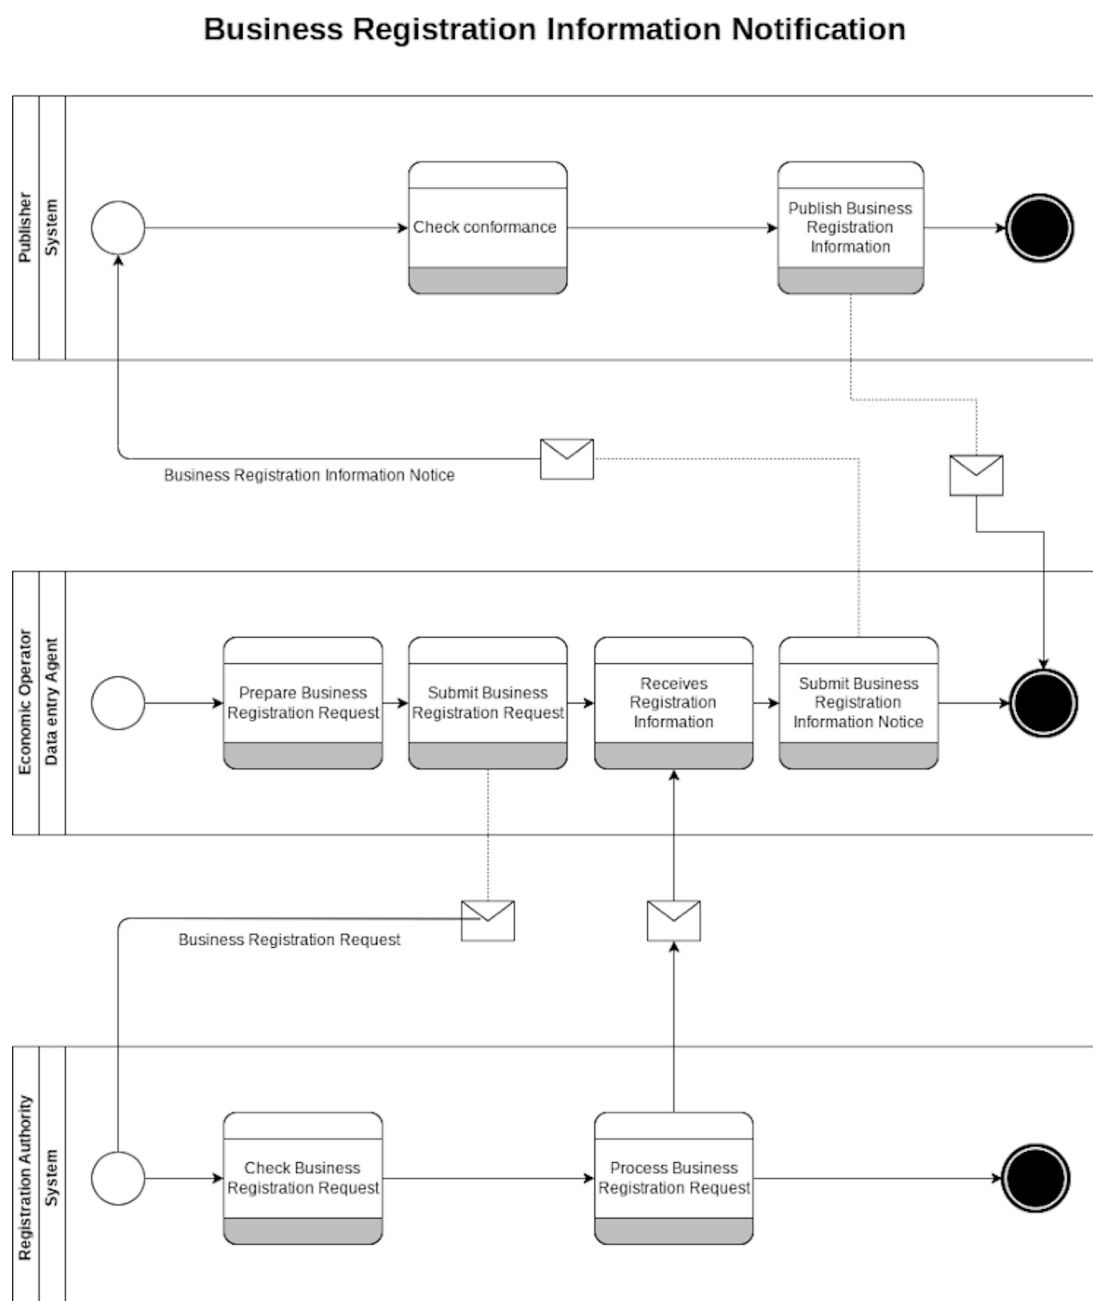 Business Registration Information Notification
Publisher
System
Check conformance
Publish Business
Registration
Information
Business Registration Information Notice
Economic Operator
Data entry Agent
Prepare Business
Registration Request
Submit Business
Registration Request
Receives
Registration
Information
Submit Business
Registration
Information Notice
Business Registration Request
Registration Authority
System
Check Business
Registration Request
Process Business
Registration Request